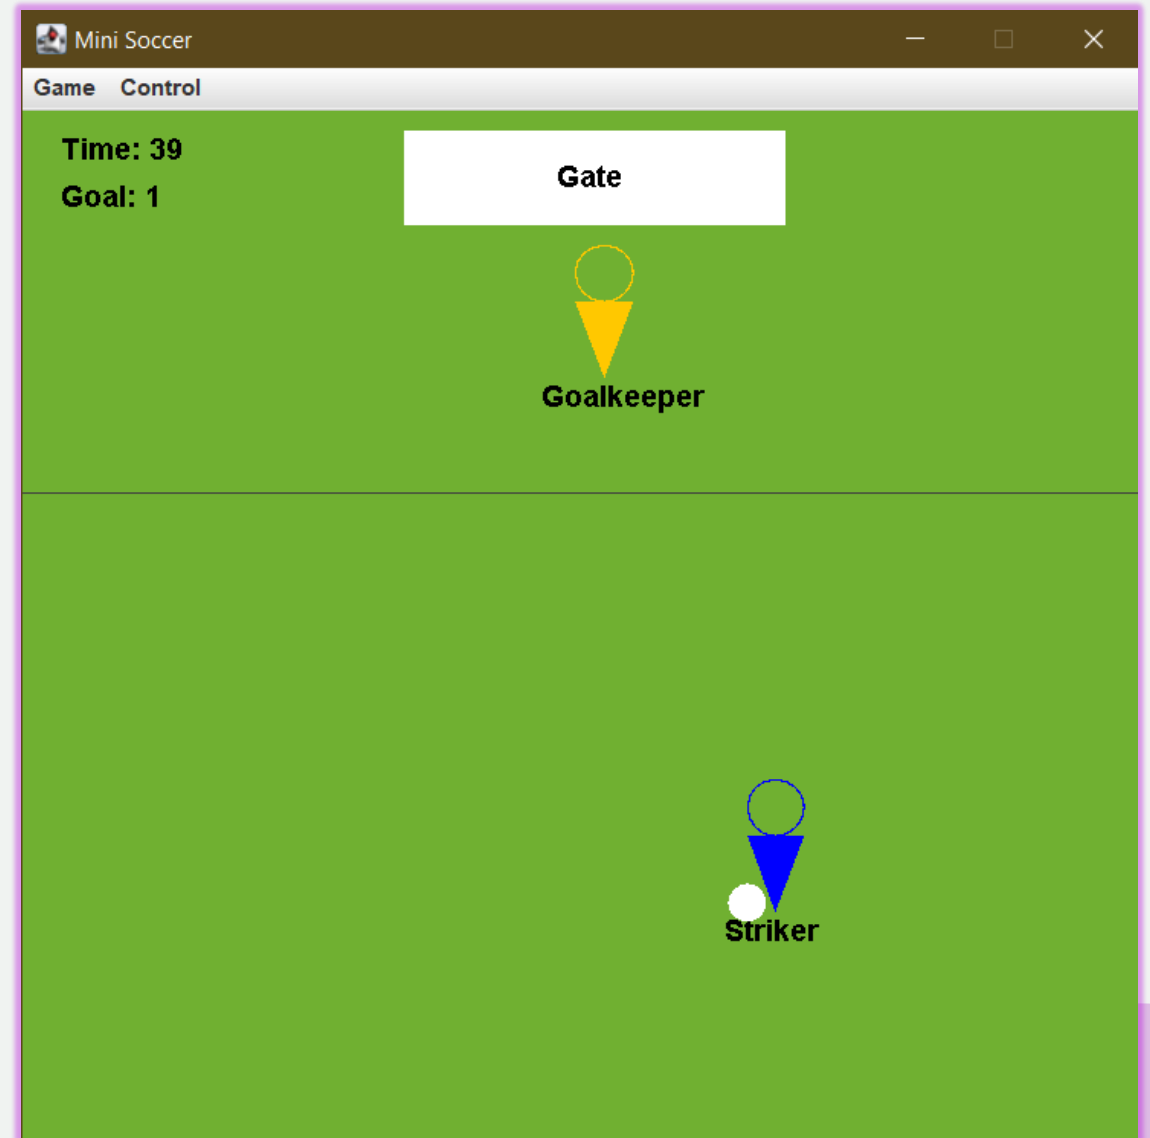 Mini Soccer
Game Control
Time: 39
Goal: 1
Gate
Goalkeeper
Striker